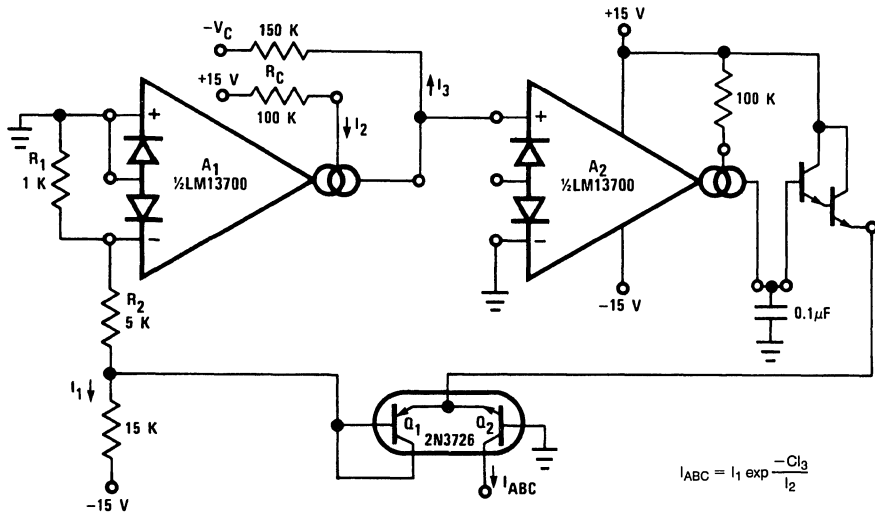 −V_C
150 K
+15 V
R_C
100 K
I_2
I_3
+
A_1
½LM13700
−
R_1
1 K
R_2
5 K
I_1
15 K
−15 V
+15 V
100 K
+
A_2
½LM13700
−
−15 V
0.1μF
Q_1
Q_2
2N3726
I_ABC
I_ABC = I_1 exp −CI_3 / I_2